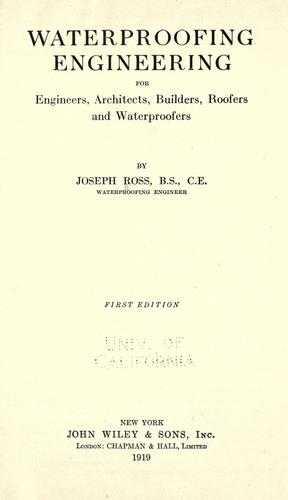 WATERPROOFING
ENGINEERING
FOR
Engineers, Architects, Builders, Roofers
and Waterproofers
BY
JOSEPH ROSS, B.S., C.E.
WATERPROOFING ENGINEER
FIRST EDITION
UNIV. OF
CALIFORNIA
NEW YORK
JOHN WILEY & SONS, INC.
LONDON: CHAPMAN & HALL, LIMITED
1919